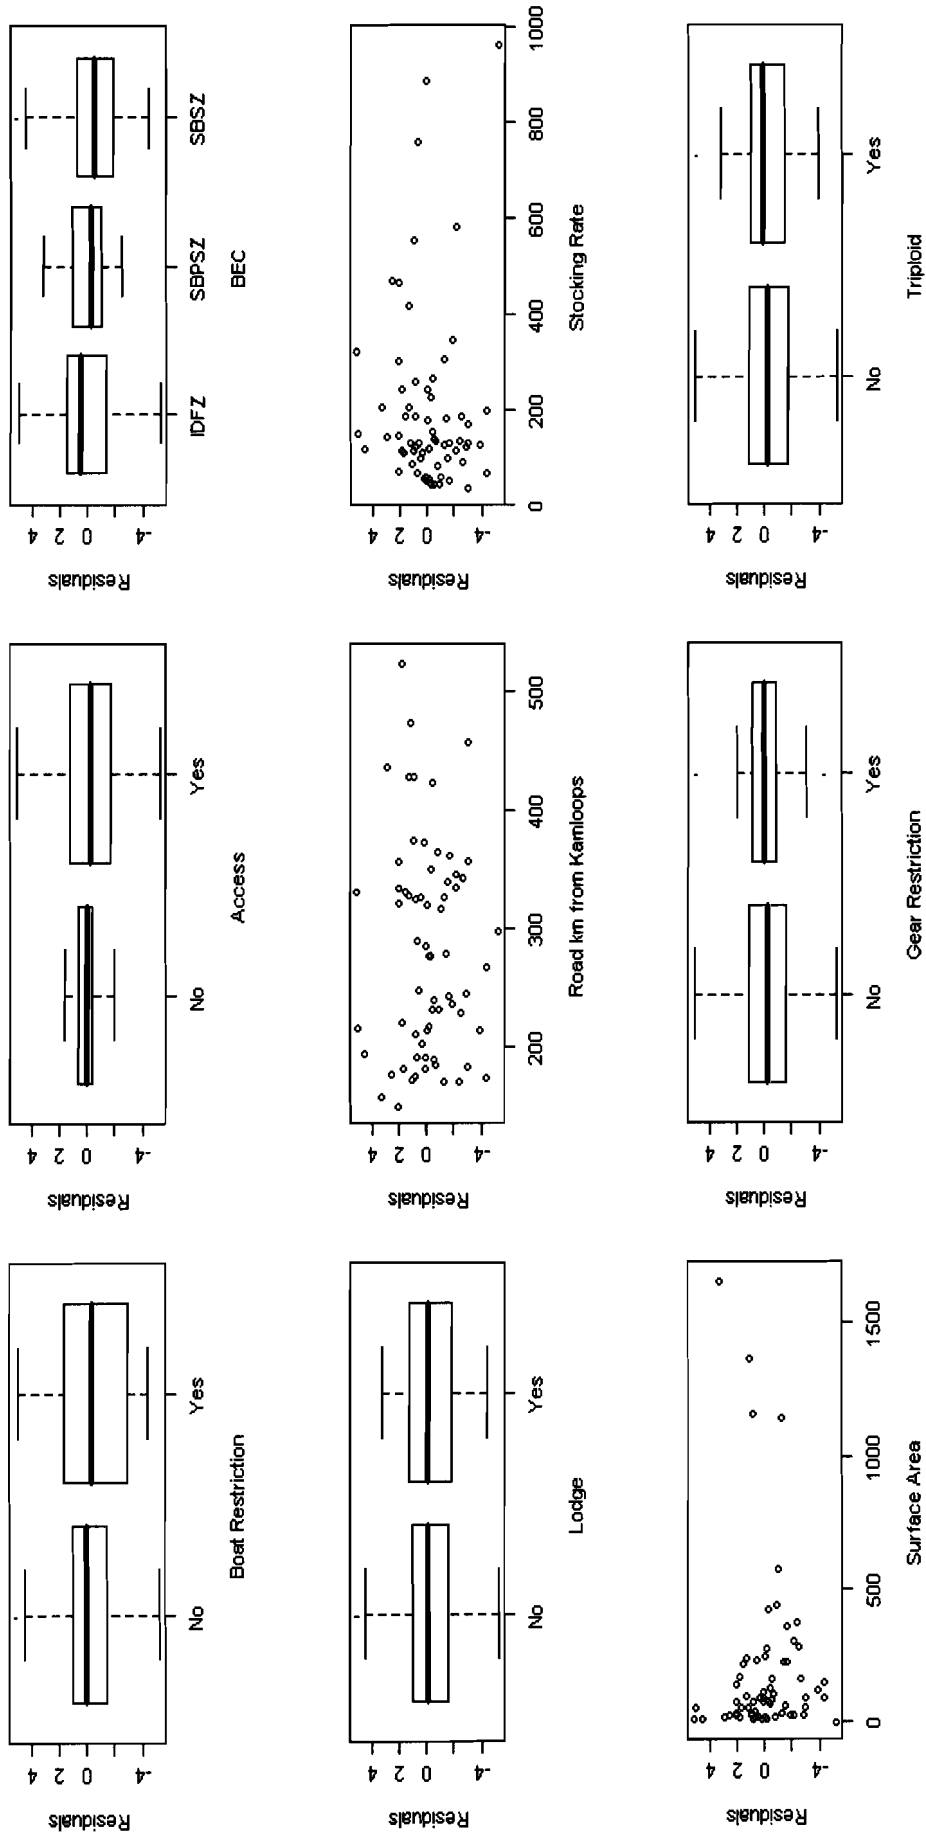 Residuals
4 2 0 -4
No Yes
Boat Restriction
Residuals
4 2 0 -4
No Yes
Access
Residuals
4 2 0 -4
IDFZ SBPSZ SBSZ
BEC
Residuals
4 2 0 -4
No Yes
Lodge
Residuals
4 2 0 -4
200 300 400 500
Road km from Kamloops
Residuals
4 2 0 -4
0 200 400 600 800 1000
Stocking Rate
Residuals
4 2 0 -4
0 500 1000 1500
Surface Area
Residuals
4 2 0 -4
No Yes
Gear Restriction
Residuals
4 2 0 -4
No Yes
Triploid